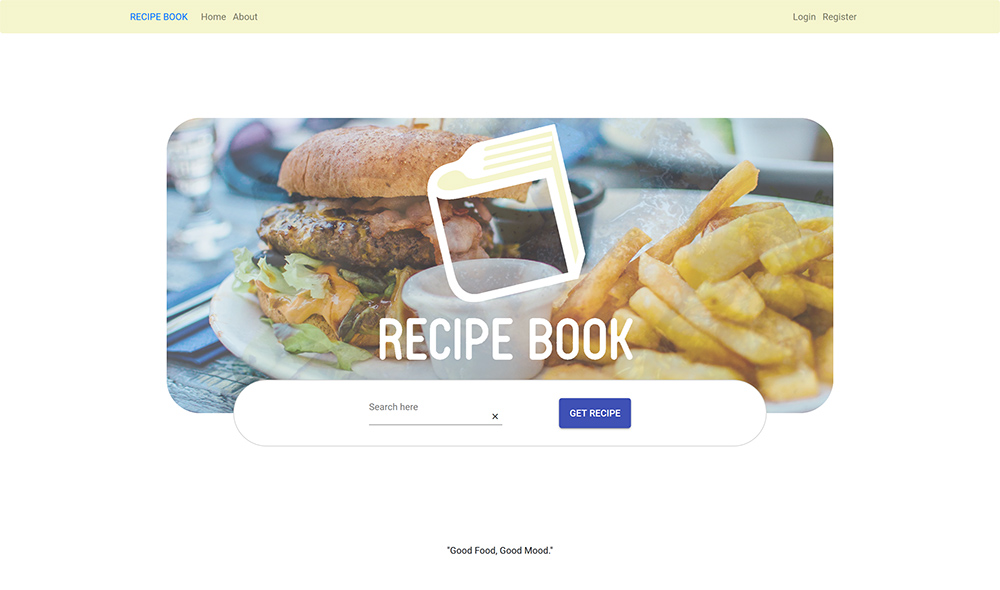 RECIPE BOOK Home About Login Register
RECIPE BOOK
Search here
×
GET RECIPE
"Good Food, Good Mood."